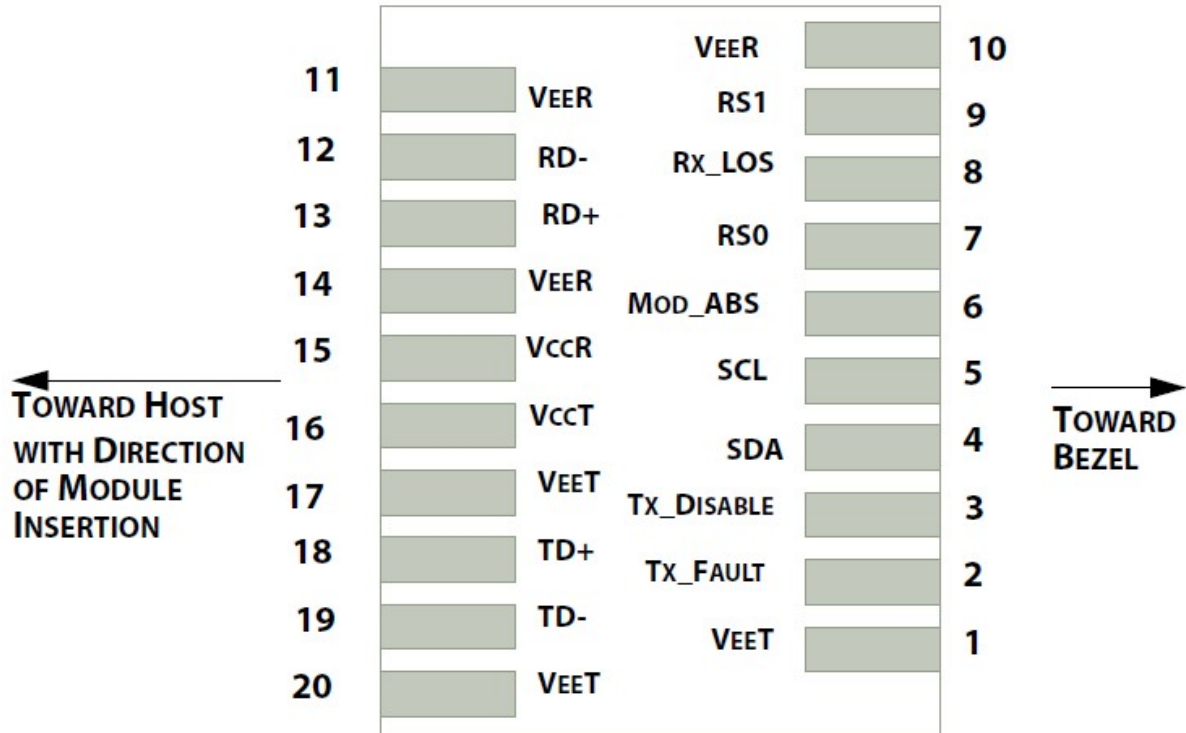 VEER 10
11 VEER
RS1 9
12 RD-
RX_LOS 8
13 RD+
RS0 7
14 VEER
MOD_ABS 6
15 VCCR
SCL 5
TOWARD HOST
WITH DIRECTION
OF MODULE
INSERTION
TOWARD
BEZEL
16 VCCT
SDA 4
17 VEET
TX_DISABLE 3
18 TD+
TX_FAULT 2
19 TD-
VEET 1
20 VEET